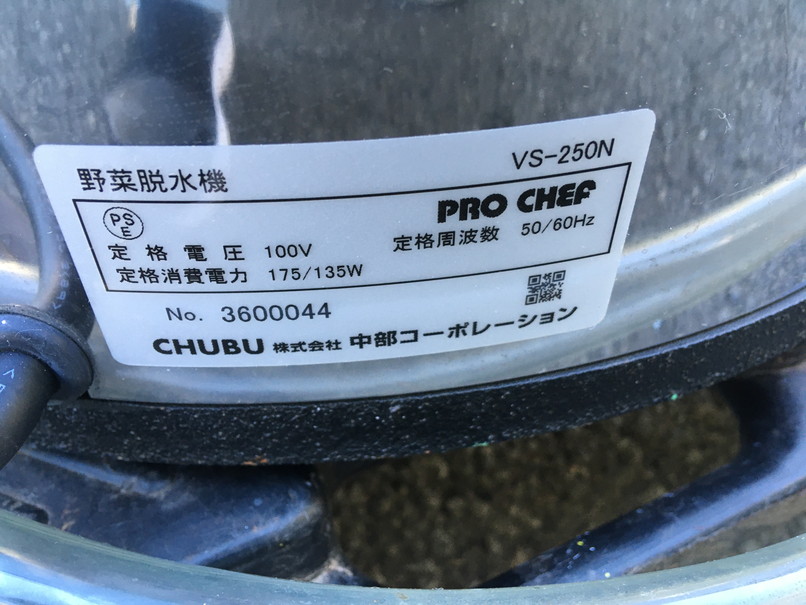 野菜脱水機
VS-250N
PS
E
PRO CHEF
定格電圧 100V
定格周波数 50/60Hz
定格消費電力 175/135W
No. 3600044
CHUBU 株式会社 中部コーポレーション